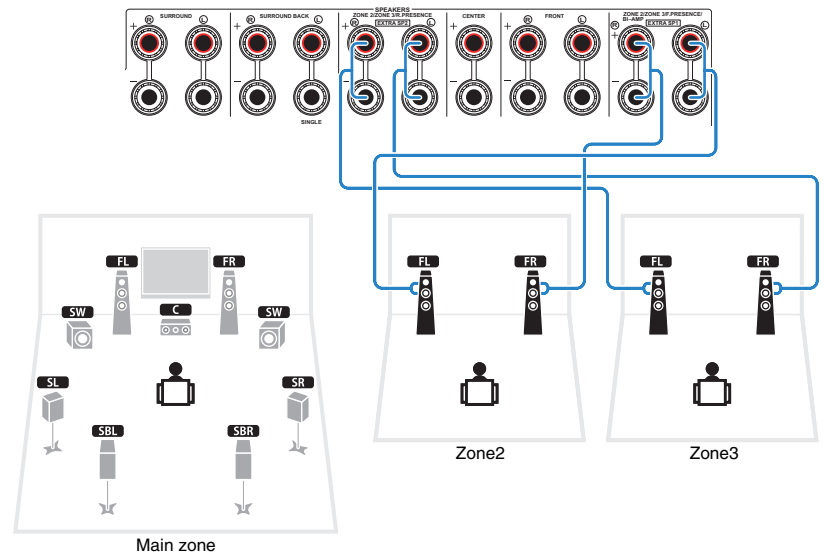 SPEAKERS
SURROUND
SURROUND BACK
ZONE 2/ZONE 3/R.PRESENCE
EXTRA SP2
CENTER
FRONT
ZONE 2/ZONE 3/F.PRESENCE/
BI-AMP
EXTRA SP1
R L R L R L R L R L
+ + + + + +
– – – – – –
SINGLE
FL FR
SW C SW
SL SR
SBL SBR
Main zone
FL FR
Zone2
FL FR
Zone3